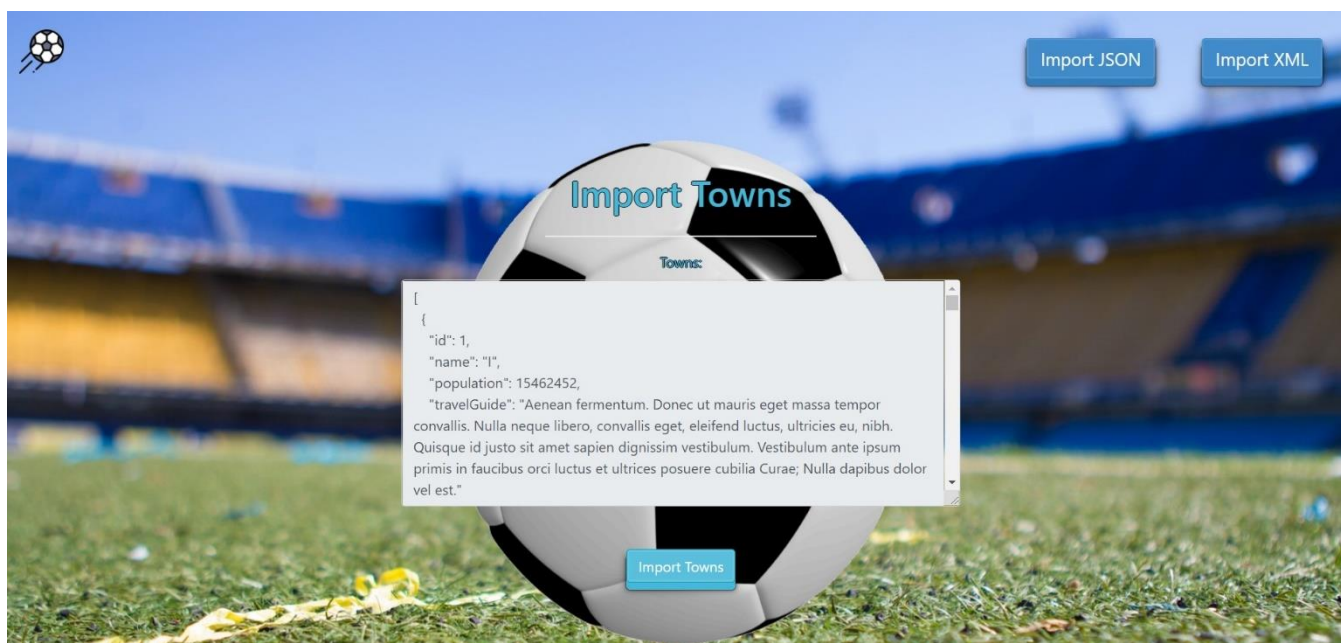 Import JSON
Import XML
Import Towns
Towns:
[
{
"id": 1,
"name": "I",
"population": 15462452,
"travelGuide": "Aenean fermentum. Donec ut mauris eget massa tempor
convallis. Nulla neque libero, convallis eget, eleifend luctus, ultricies eu, nibh.
Quisque id justo sit amet sapien dignissim vestibulum. Vestibulum ante ipsum
primis in faucibus orci luctus et ultrices posuere cubilia Curae; Nulla dapibus dolor
vel est."
Import Towns